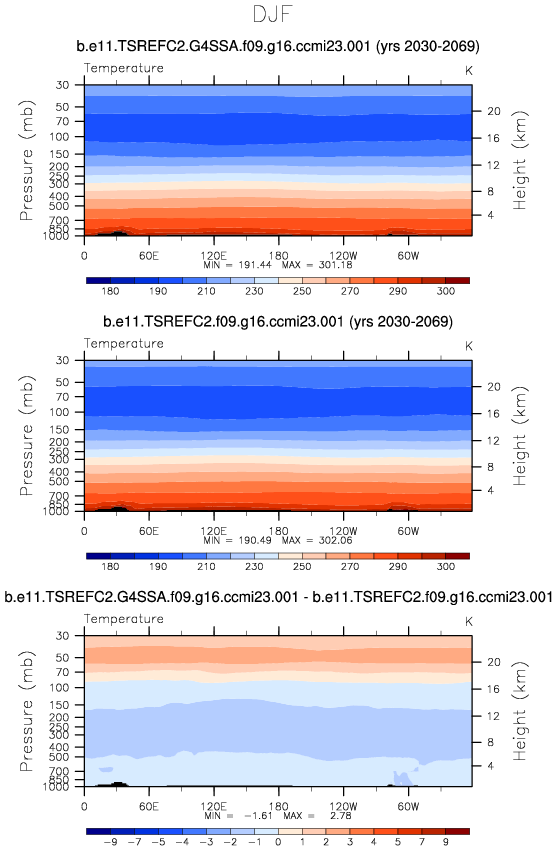 DJF
b.e11.TSREFC2.G4SSA.f09.g16.ccmi23.001 (yrs 2030-2069)
Temperature K
Pressure (mb)
30
50
70
100
150
200
250
300
400
500
700
850
1000
20
16
12
8
4
Height (km)
0 60E 120E 180 120W 60W
MIN = 191.44 MAX = 301.18
180 190 210 230 250 270 290 310
b.e11.TSREFC2.f09.g16.ccmi23.001 (yrs 2030-2069)
Temperature K
Pressure (mb)
30
50
70
100
150
200
250
300
400
500
700
850
1000
20
16
12
8
4
Height (km)
0 60E 120E 180 120W 60W
MIN = 190.49 MAX = 302.06
180 190 210 230 250 270 290 310
b.e11.TSREFC2.G4SSA.f09.g16.ccmi23.001 - b.e11.TSREFC2.f09.g16.ccmi23.001
Temperature K
Pressure (mb)
30
50
70
100
150
200
250
300
400
500
700
850
1000
20
16
12
8
4
Height (km)
0 60E 120E 180 120W 60W
MIN = -1.61 MAX = 2.78
-9 -7 -5 -4 -3 -2 -1 0 1 2 3 4 5 7 9